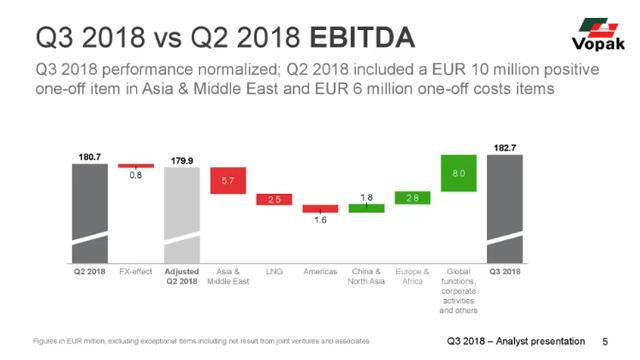 Q3 2018 vs Q2 2018 EBITDA
Vopak
Q3 2018 performance normalized; Q2 2018 included a EUR 10 million positive
one-off item in Asia & Middle East and EUR 6 million one-off costs items
180.7
0.8
179.9
5.7
2.5
1.6
1.8
2.8
8.0
182.7
Q2 2018
FX-effect
Adjusted
Q2 2018
Asia &
Middle East
LNG
Americas
China &
North Asia
Europe &
Africa
Global
functions,
corporate
activities
and others
Q3 2018
Figures in EUR million, excluding exceptional items including net result from joint ventures and associates
Q3 2018 – Analyst presentation
5